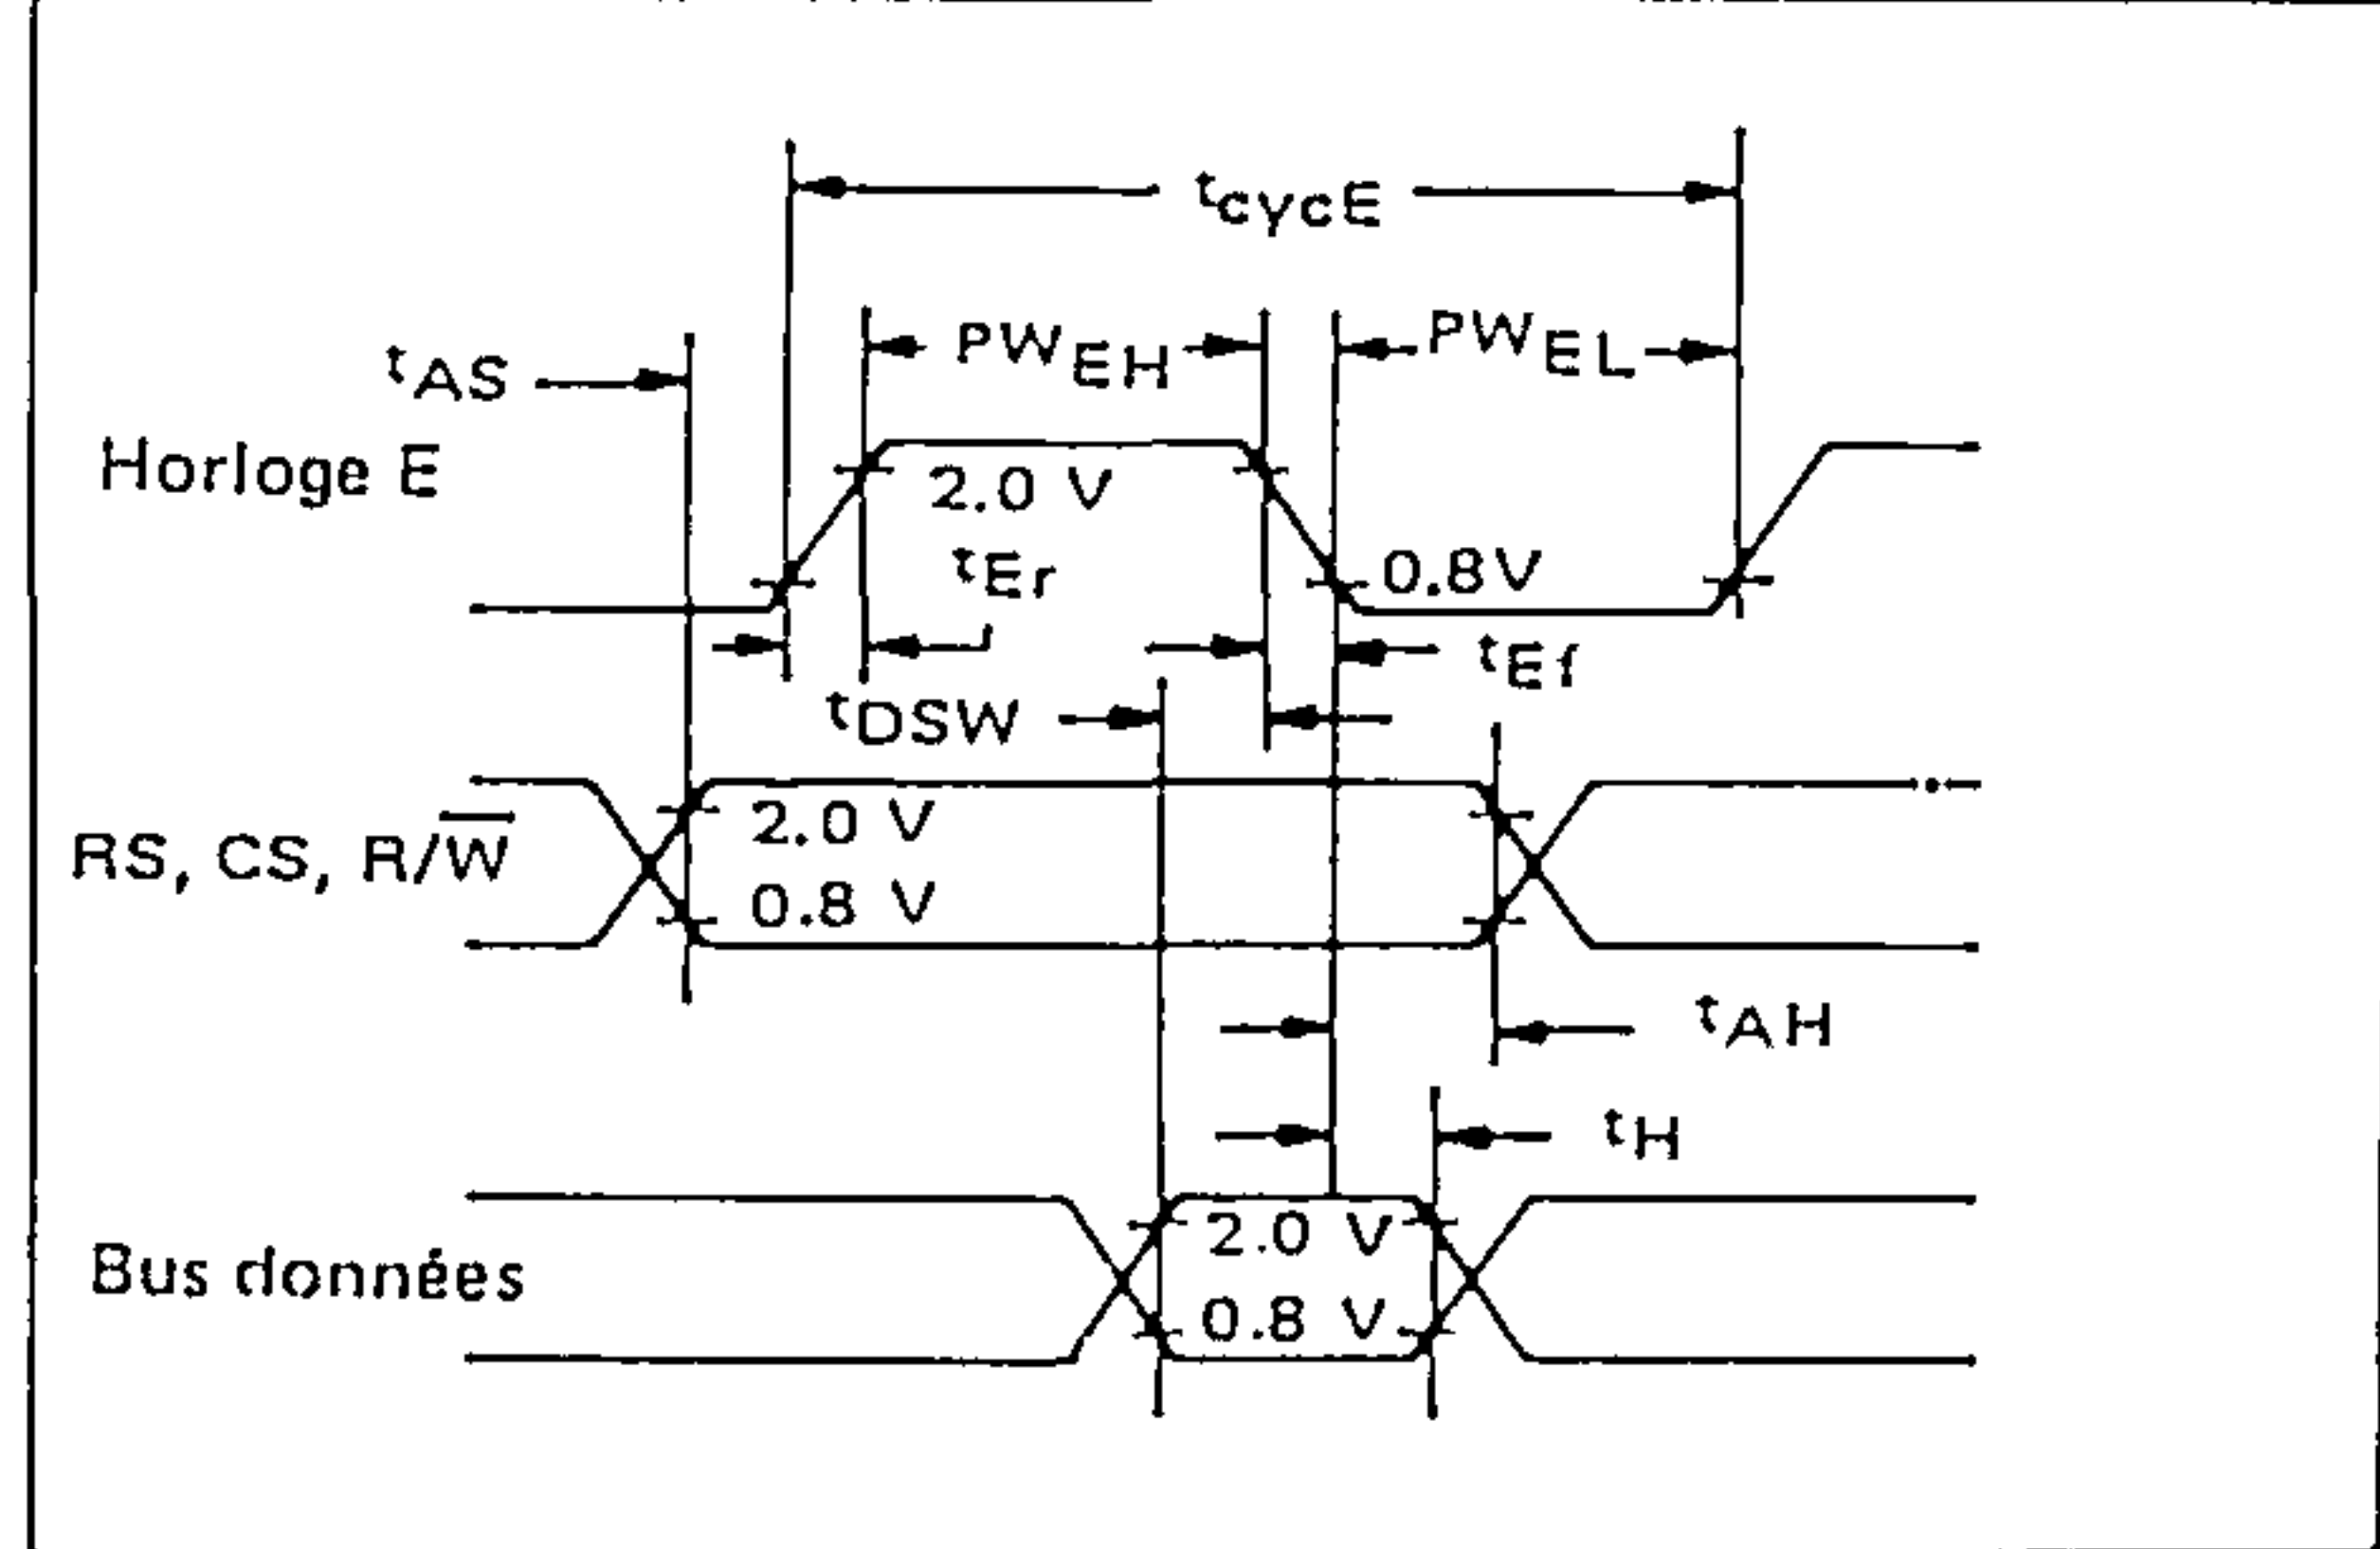 tcycE
PWEH
PWEL
tAS
Horloge E
2.0 V
tEr
0.8V
tEf
tDSW
RS, CS, R/W̅
2.0 V
0.8 V
tAH
tH
Bus données
2.0 V
0.8 V